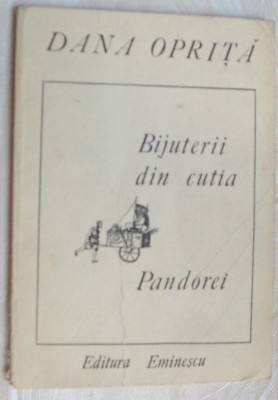 DANA OPRIȚĂ
Bijuterii
din cutia
Pandorei
Editura Eminescu